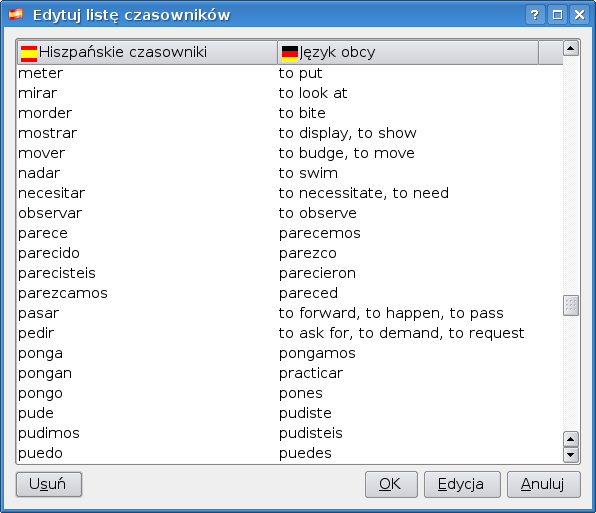 Edytuj listę czasowników
Hiszpańskie czasowniki Język obcy
meter to put
mirar to look at
morder to bite
mostrar to display, to show
mover to budge, to move
nadar to swim
necesitar to necessitate, to need
observar to observe
parece parecemos
parecido parezco
parecisteis parecieron
parezcamos pareced
pasar to forward, to happen, to pass
pedir to ask for, to demand, to request
ponga pongamos
pongan practicar
pongo pones
pude pudiste
pudimos pudisteis
puedo puedes
Usuń OK Edycja Anuluj